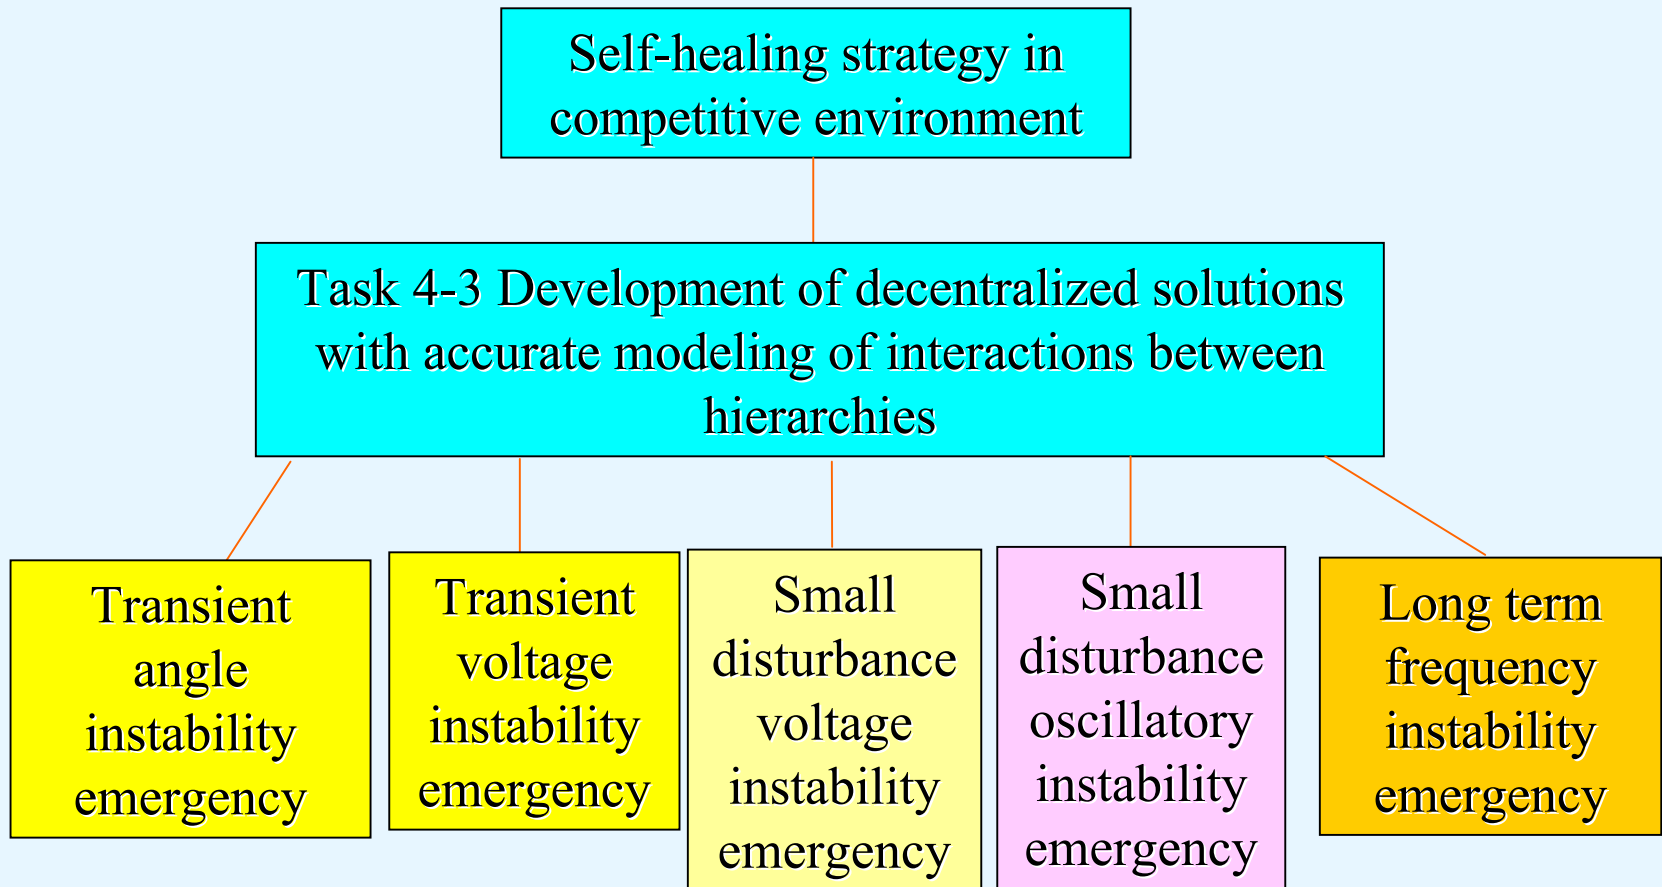 Self-healing strategy in
competitive environment
Task 4-3 Development of decentralized solutions
with accurate modeling of interactions between
hierarchies
Transient
angle
instability
emergency
Transient
voltage
instability
emergency
Small
disturbance
voltage
instability
emergency
Small
disturbance
oscillatory
instability
emergency
Long term
frequency
instability
emergency